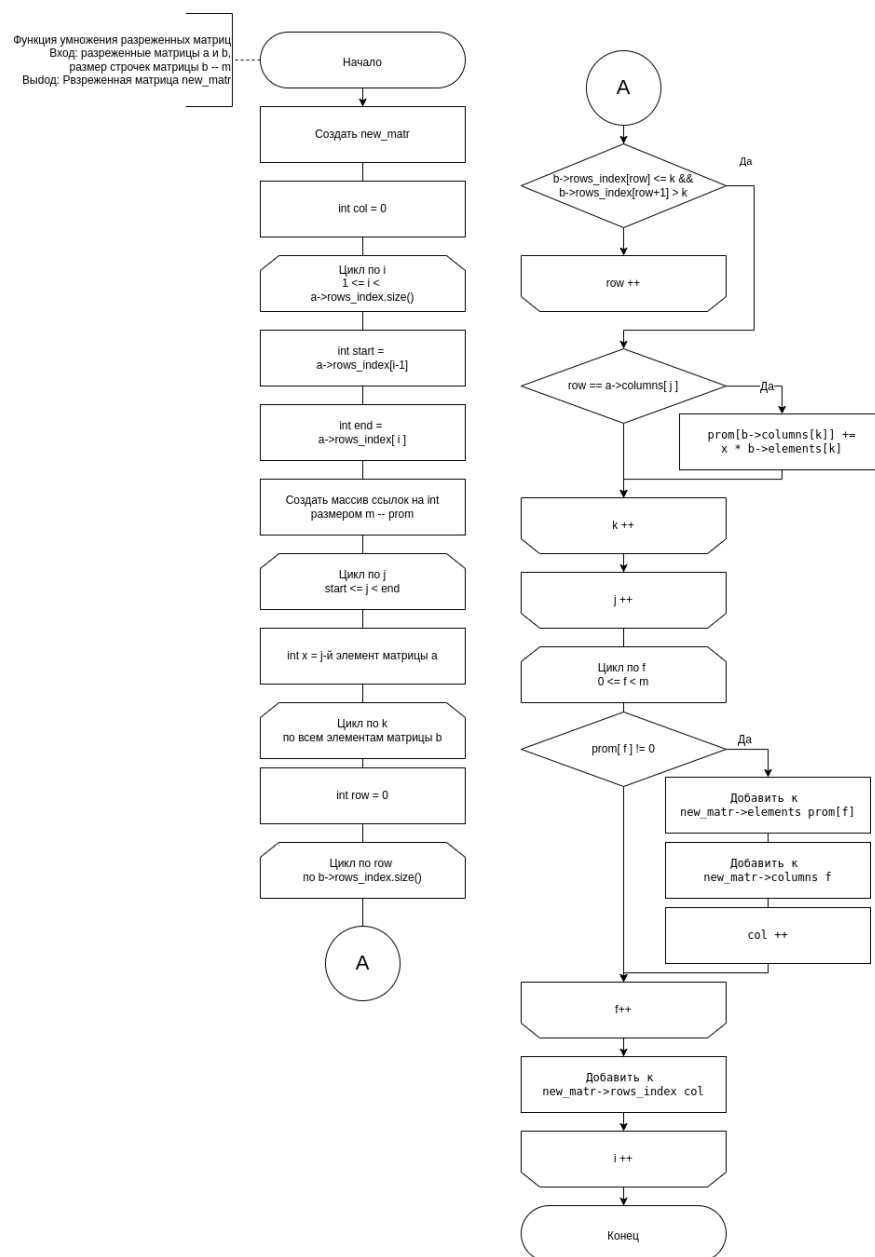 Функция умножения разреженных матриц
Вход: разреженные матрицы a и b,
размер строчек матрицы b -- m
Выdod: Рвзреженная матрица new_matr
Начало
Создать new_matr
int col = 0
Цикл по i
1 <= i <
a->rows_index.size()
int start =
a->rows_index[i-1]
int end =
a->rows_index[ i ]
Создать массив ссылок на int
размером m -- prom
Цикл по j
start <= j < end
int x = j-й элемент матрицы a
Цикл по k
по всем элементам матрицы b
int row = 0
Цикл по row
по b->rows_index.size()
A
A
b->rows_index[row] <= k &&
b->rows_index[row+1] > k
Да
row ++
row == a->columns[ j ]
Да
prom[b->columns[k]] +=
x * b->elements[k]
k ++
j ++
Цикл по f
0 <= f < m
prom[ f ] != 0
Да
Добавить к
new_matr->elements prom[f]
Добавить к
new_matr->columns f
col ++
f++
Добавить к
new_matr->rows_index col
i ++
Конец